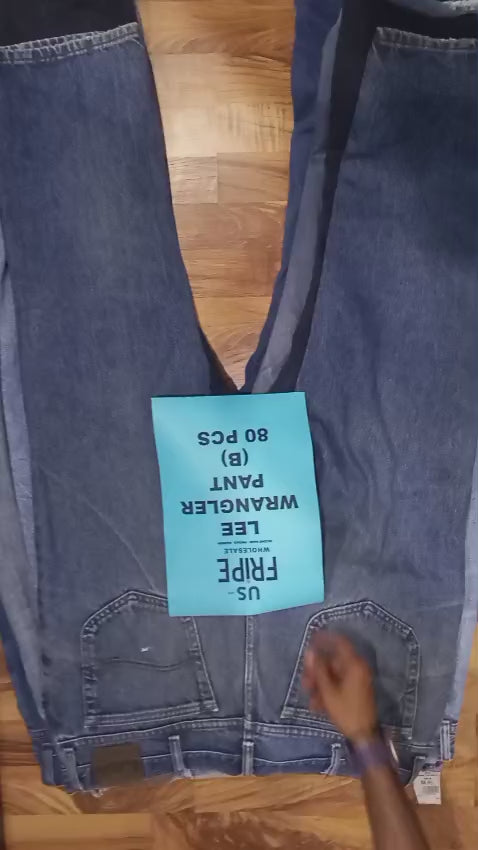 US-
FRIPE
WHOLESALE
LEE
WRANGLER
PANT
(B)
80 PCS